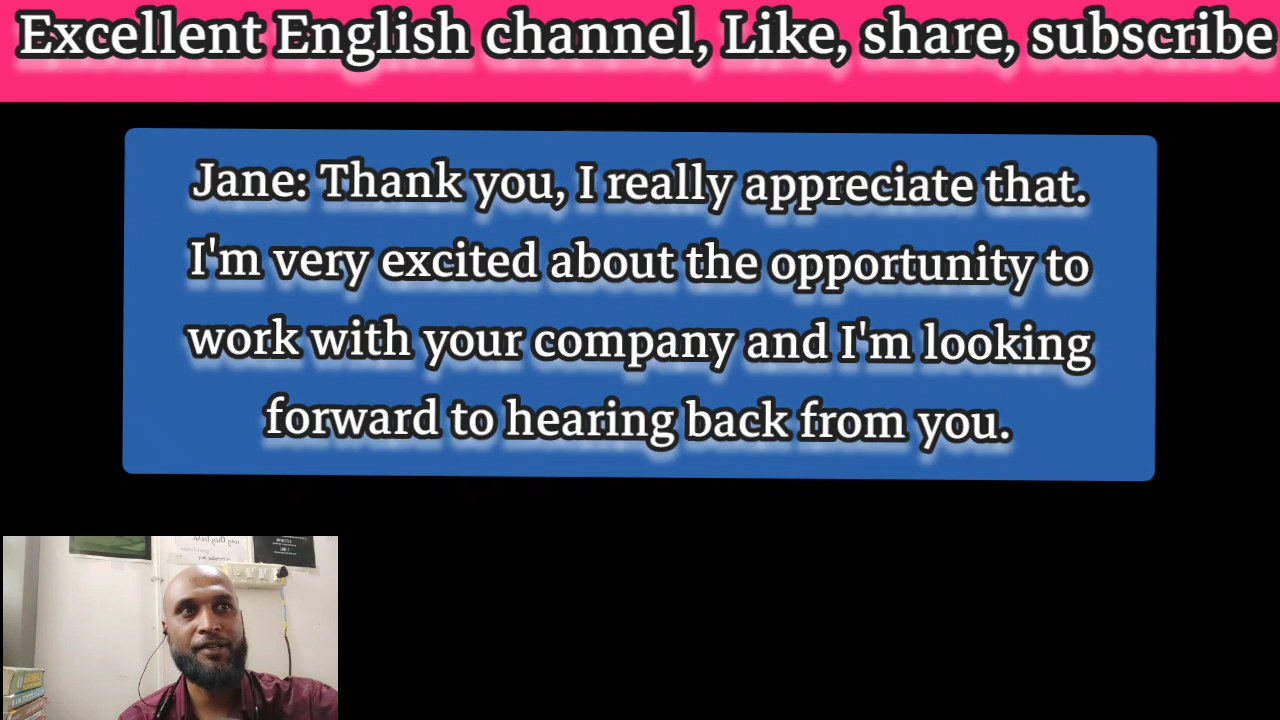 Excellent English channel, Like, share, subscribe
Jane: Thank you, I really appreciate that.
I'm very excited about the opportunity to
work with your company and I'm looking
forward to hearing back from you.